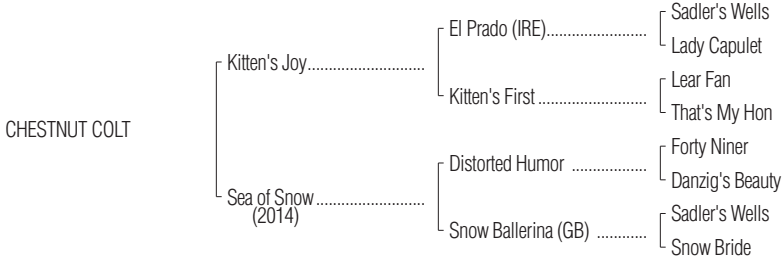 Sadler's Wells
El Prado (IRE)..........................
Lady Capulet
Kitten's Joy..............................
Lear Fan
Kitten's First............................
That's My Hon
CHESTNUT COLT
Forty Niner
Distorted Humor....................
Danzig's Beauty
Sea of Snow............................
(2014)
Sadler's Wells
Snow Ballerina (GB)..............
Snow Bride